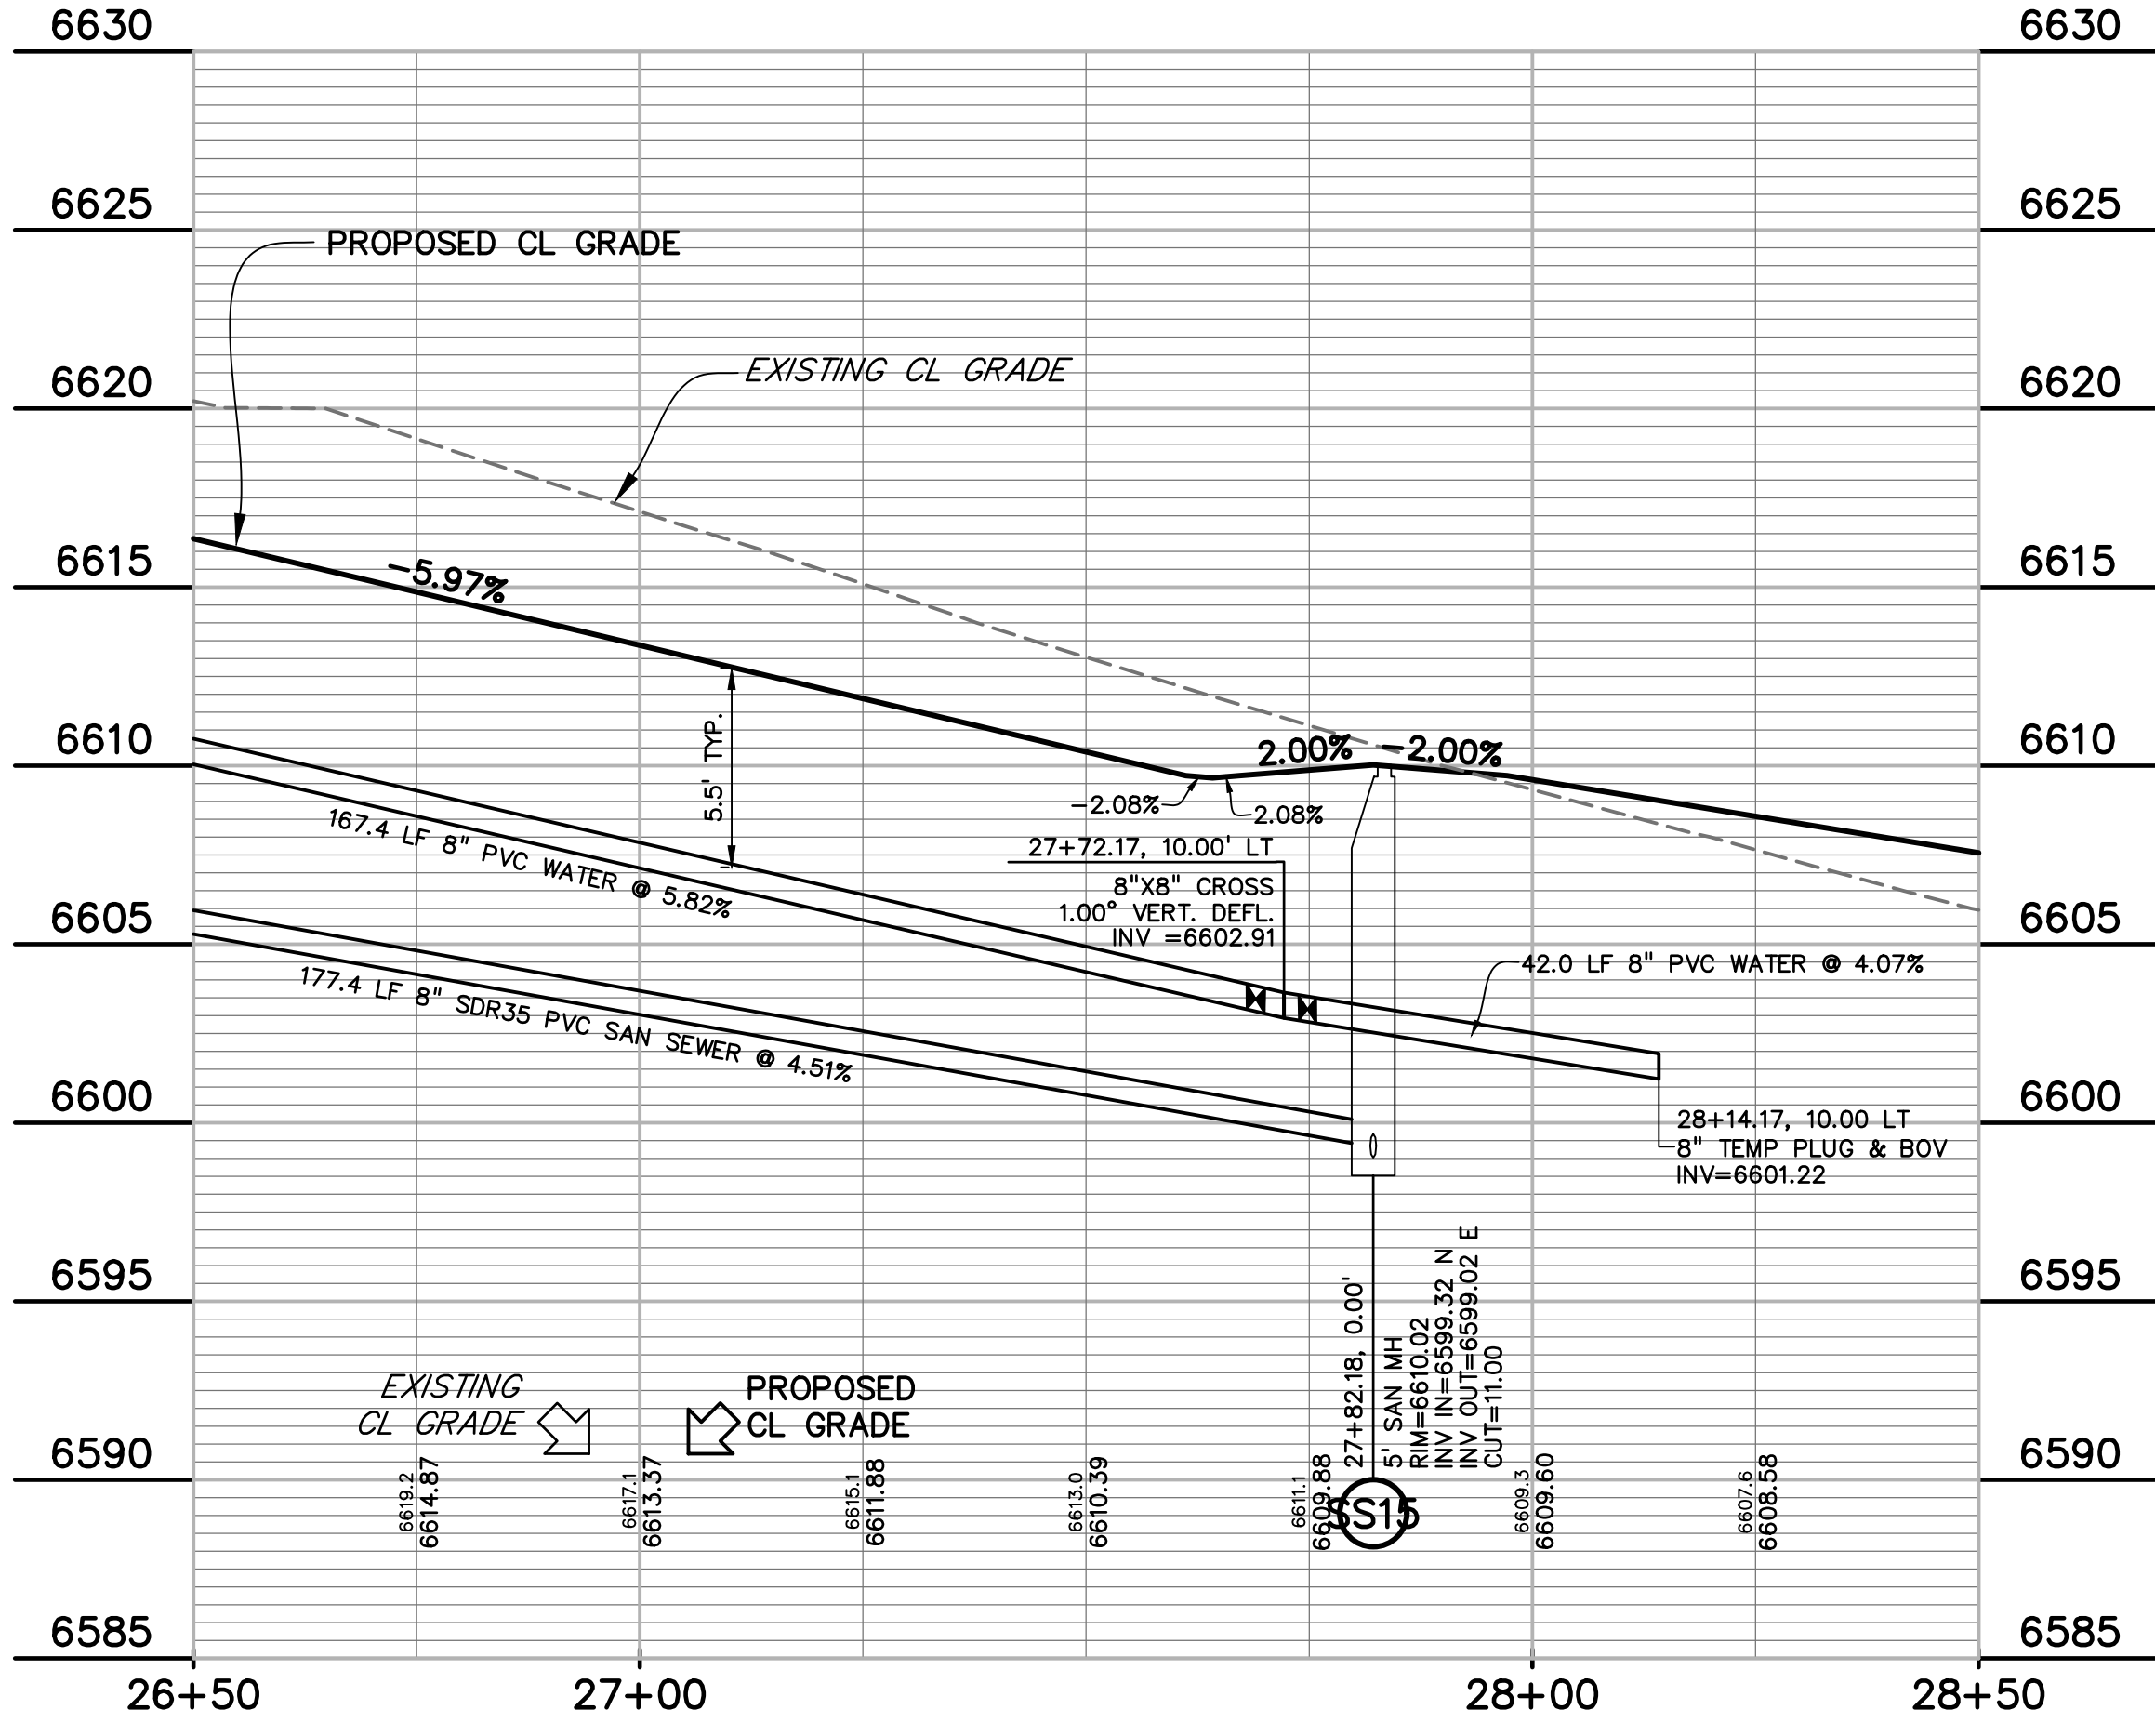 6630 6630
6625 6625
PROPOSED CL GRADE
EXISTING CL GRADE
6620 6620
6615 6615
-5.97%
6610 6610
5.5' TYP.
2.00% -2.00%
-2.08% 2.08%
167.4 LF 8" PVC WATER @ 5.82%
27+72.17, 10.00' LT
8"X8" CROSS
1.00° VERT. DEFL.
INV =6602.91
6605 6605
42.0 LF 8" PVC WATER @ 4.07%
177.4 LF 8" SDR35 PVC SAN SEWER @ 4.51%
6600 6600
28+14.17, 10.00 LT
8" TEMP PLUG & BOV
INV=6601.22
6595 6595
27+82.18, 0.00'
5' SAN MH
RIM=6610.02
INV IN=6599.32 N
INV OUT=6599.02 E
CUT=11.00
EXISTING
CL GRADE
PROPOSED
CL GRADE
6590 6590
6619.2
6614.87
6617.1
6613.37
6615.1
6611.88
6613.0
6610.39
6611.1
6609.88
SS15
6609.3
6609.60
6607.6
6608.58
6585 6585
26+50 27+00 28+00 28+50